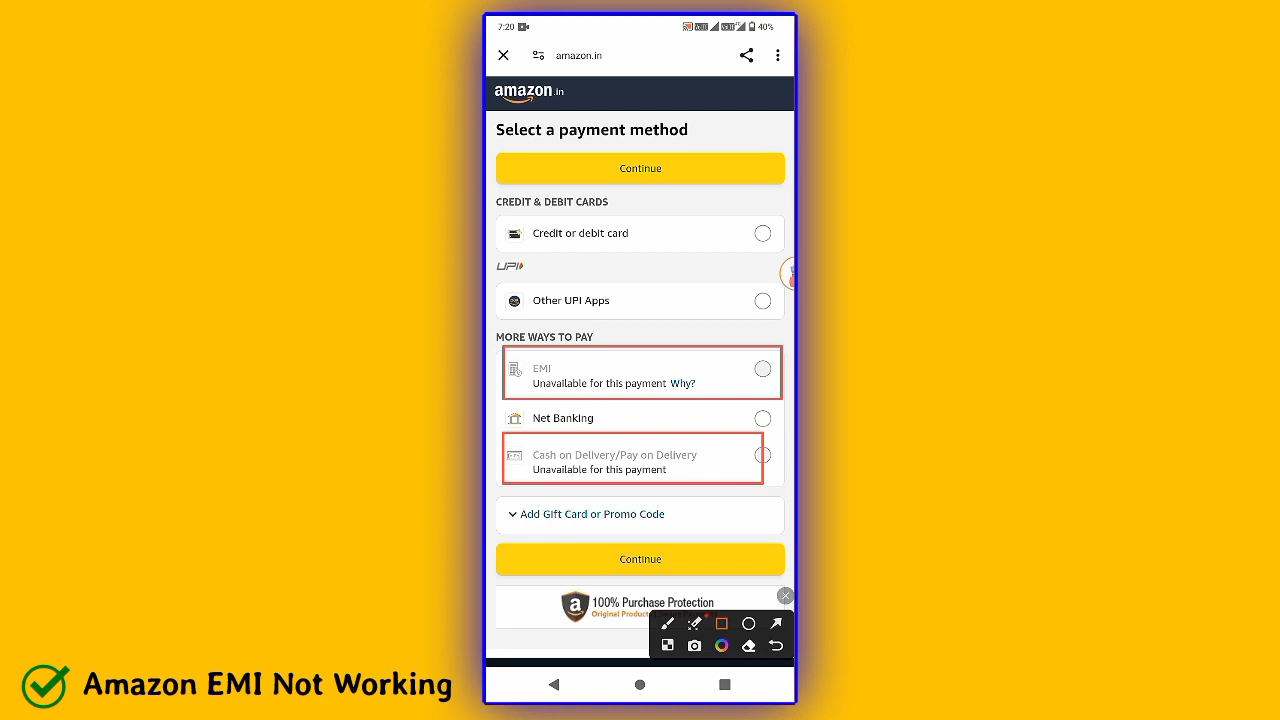 7:20
40%
amazon.in
amazon.in
Select a payment method
Continue
CREDIT & DEBIT CARDS
Credit or debit card
UPI
Other UPI Apps
MORE WAYS TO PAY
EMI
Unavailable for this payment Why?
Net Banking
Cash on Delivery/Pay on Delivery
Unavailable for this payment
Add Gift Card or Promo Code
Continue
100% Purchase Protection
Original Product
Amazon EMI Not Working